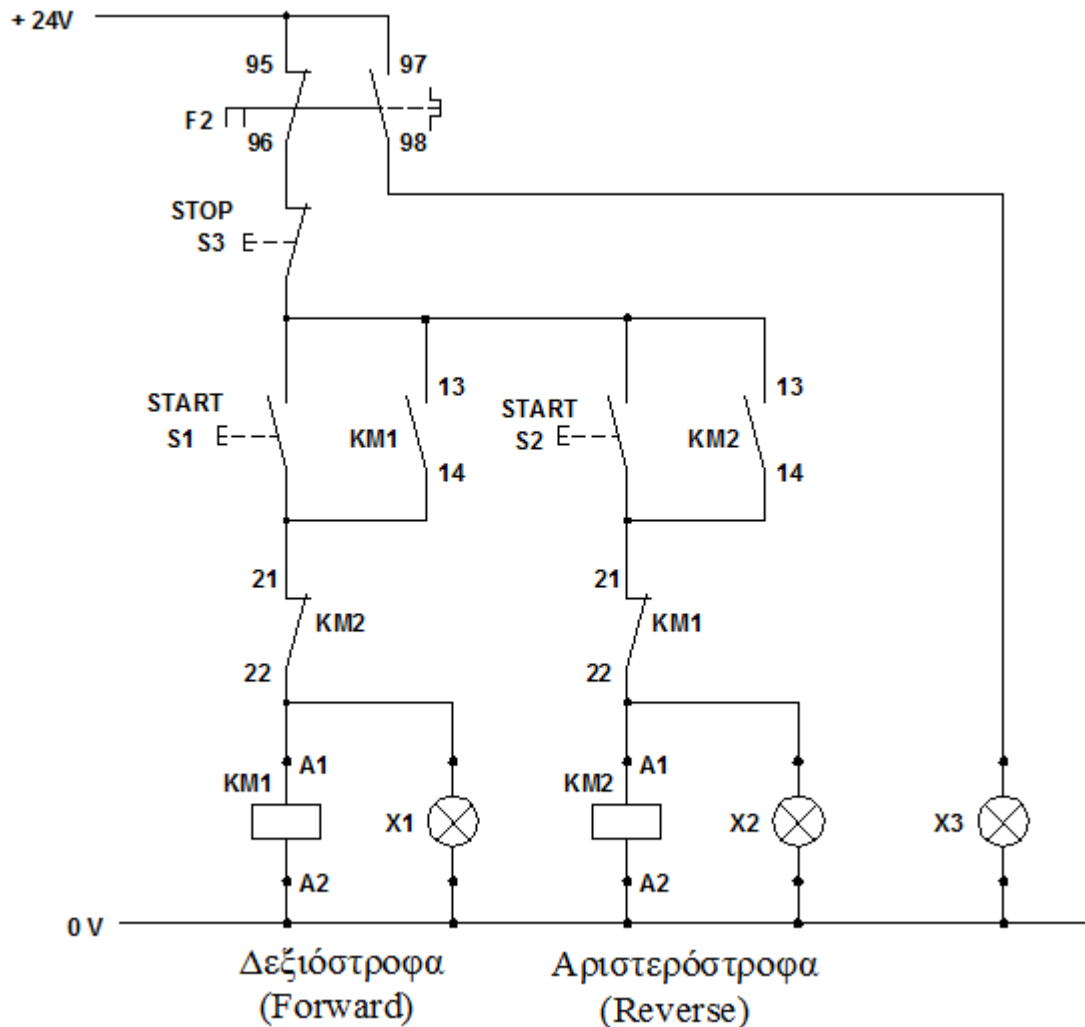 + 24V
95 97
F2
96 98
STOP
S3
START
S1
13
KM1
14
START
S2
13
KM2
14
21
KM2
22
21
KM1
22
A1
KM1
X1
A2
A1
KM2
X2
A2
X3
0 V
Δεξιόστροφα
(Forward)
Αριστερόστροφα
(Reverse)